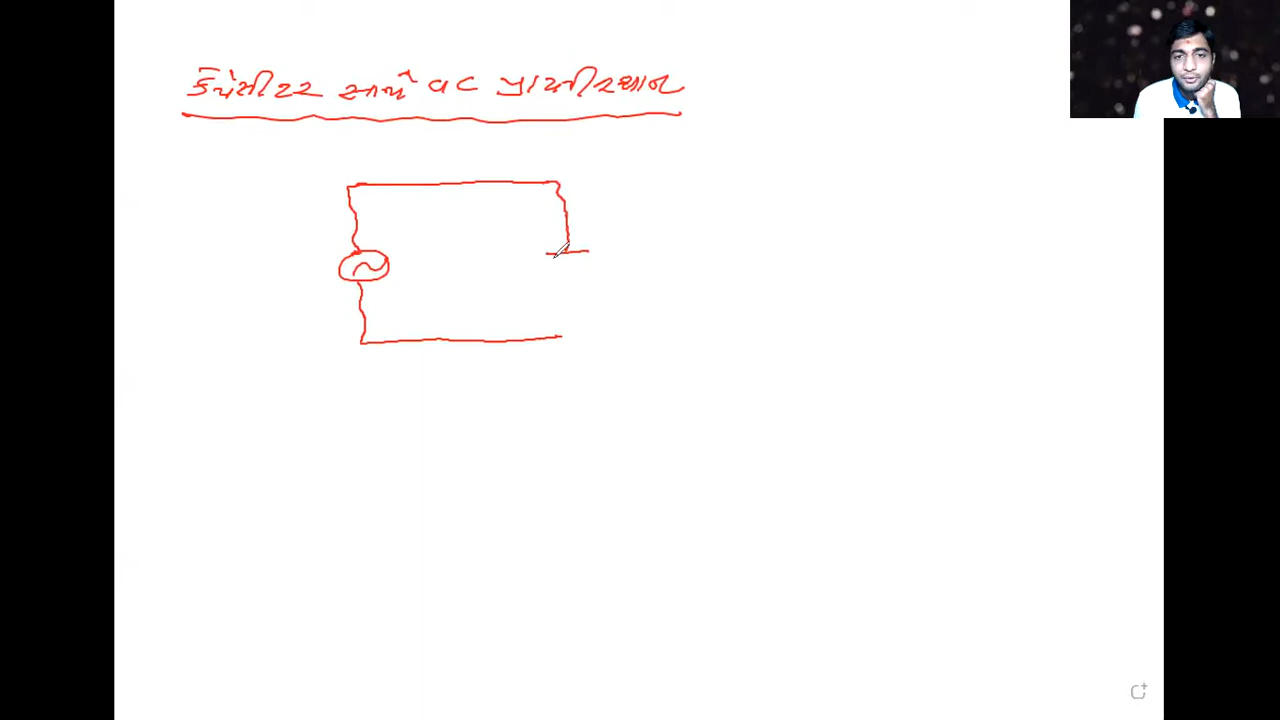 કેપેસીટર સાથે ac પ્રાપ્તીસ્થાન